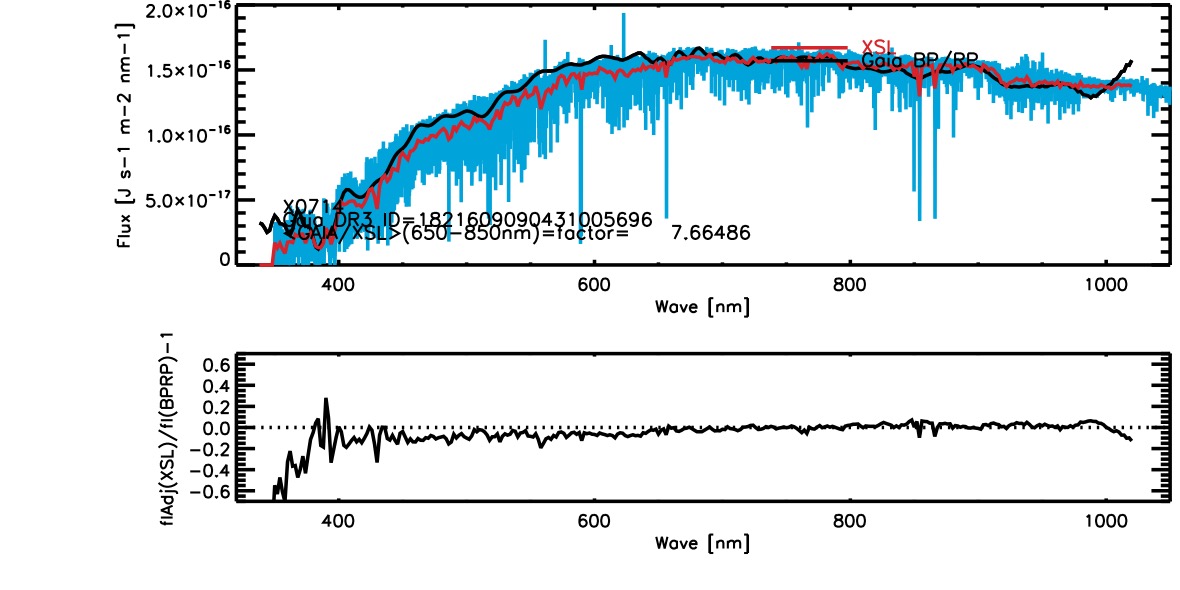 2.0×10−16
1.5×10−16
1.0×10−16
5.0×10−17
0
Flux [J s−1 m−2 nm−1]
XSL
Gaia BP/RP
X0714
Gaia DR3 ID=1821609090431005696
<GAIA/XSL>(650−850nm)=factor= 7.66486
400 600 800 1000
Wave [nm]
0.6
0.4
0.2
0.0
−0.2
−0.4
−0.6
flAdj(XSL)/fl(BPRP)−1
400 600 800 1000
Wave [nm]